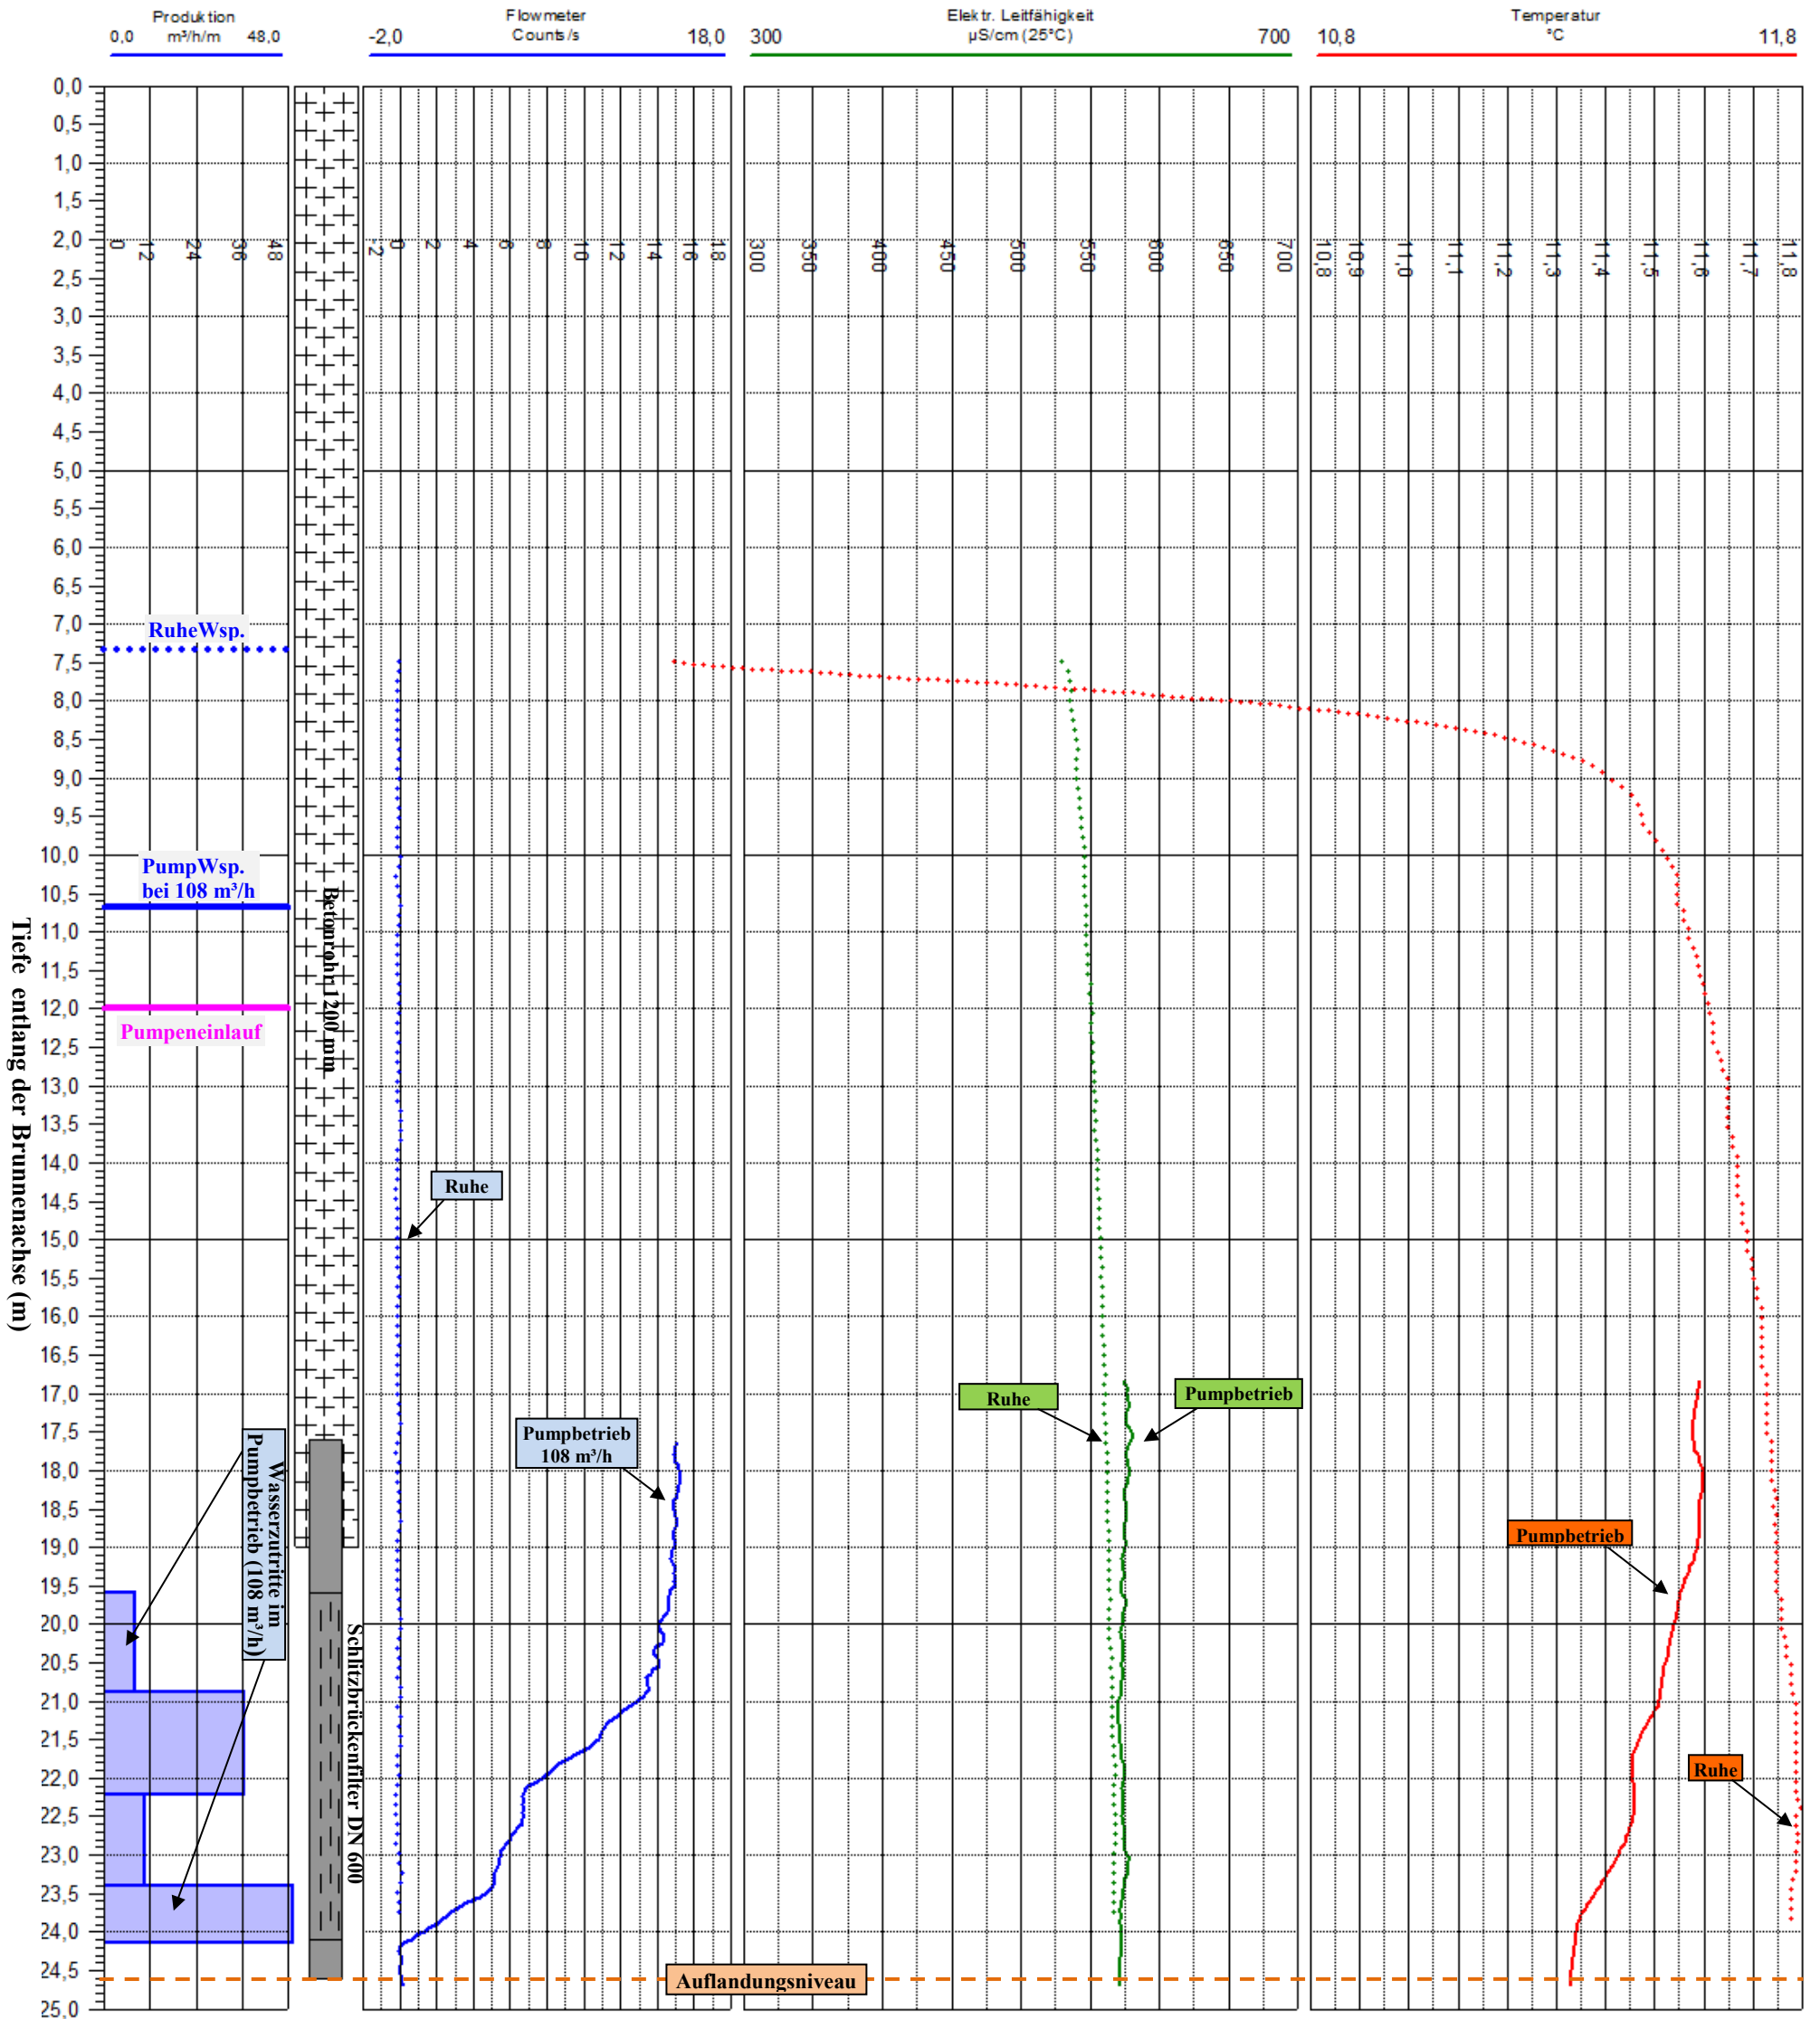 Produktion
0,0 m³/h/m 48,0
Flowmeter
-2,0 Counts/s 18,0
Elektr. Leitfähigkeit
300 µS/cm (25°C) 700
Temperatur
10,8 °C 11,8
0,0
0,5
1,0
1,5
2,0
2,5
3,0
3,5
4,0
4,5
5,0
5,5
6,0
6,5
7,0
7,5
8,0
8,5
9,0
9,5
10,0
10,5
11,0
11,5
12,0
12,5
13,0
13,5
14,0
14,5
15,0
15,5
16,0
16,5
17,0
17,5
18,0
18,5
19,0
19,5
20,0
20,5
21,0
21,5
22,0
22,5
23,0
23,5
24,0
24,5
25,0
Tiefe entlang der Brunnenachse (m)
0 12 24 36 48
-2 0 2 4 6 8 10 12 14 16 18
300 350 400 450 500 550 600 650 700
10,8 10,9 11,0 11,1 11,2 11,3 11,4 11,5 11,6 11,7 11,8
RuheWsp.
PumpWsp.
bei 108 m³/h
Pumpeneinlauf
Betonrohr 1200 mm
Ruhe
Pumpbetrieb
108 m³/h
Ruhe
Pumpbetrieb
Wasserzutritte im
Pumpbetrieb (108 m³/h)
Schlitzbrückenfilter DN 600
Pumpbetrieb
Ruhe
Auflandungsniveau